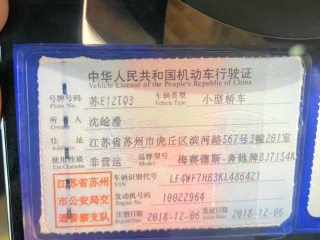 中华人民共和国机动车行驶证
Vehicle License of the People's Republic of China
号牌号码 苏E12TQ3 车辆类型 小型轿车
Plate No. Vehicle Type
所有人 沈崄濙
Owner
住址 江苏省苏州市虎丘区滨河路567号3幢201室
Address
使用性质 非营运 品牌型号 梅赛德斯-奔驰牌BJ7154
Use Character Model
江苏省苏州市公安局交通警察支队
车辆识别代号 LE4WF7HB3KL486421
VIN
发动机号码 10022964
Engine No.
注册日期 2018-12-06 发证日期 2018-12-06
Register Date Issue Date